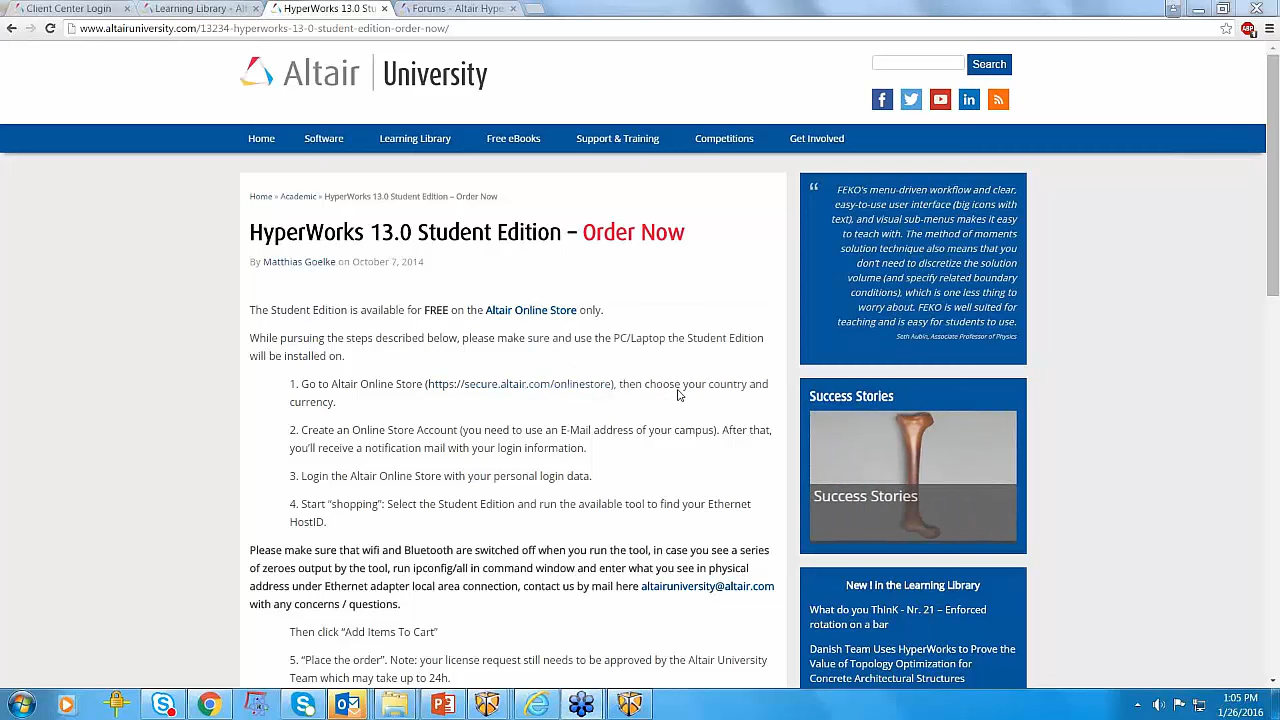 Client Center Login
Learning Library - Al
HyperWorks 13.0 Stude
Forums - Altair Hype
www.altairuniversity.com/13234-hyperworks-13-0-student-edition-order-now/
Altair | University
Search
Home
Software
Learning Library
Free eBooks
Support & Training
Competitions
Get Involved
Home » Academic » HyperWorks 13.0 Student Edition – Order Now
HyperWorks 13.0 Student Edition – Order Now
By Matthias Goelke on October 7, 2014
The Student Edition is available for FREE on the Altair Online Store only.
While pursuing the steps described below, please make sure and use the PC/Laptop the Student Edition
will be installed on.
1. Go to Altair Online Store (https://secure.altair.com/onlinestore), then choose your country and
currency.
2. Create an Online Store Account (you need to use an E-Mail address of your campus). After that,
you'll receive a notification mail with your login information.
3. Login the Altair Online Store with your personal login data.
4. Start “shopping”: Select the Student Edition and run the available tool to find your Ethernet
HostID.
Please make sure that wifi and Bluetooth are switched off when you run the tool, in case you see a series
of zeroes output by the tool, run ipconfig/all in command window and enter what you see in physical
address under Ethernet adapter local area connection, contact us by mail here altairuniversity@altair.com
with any concerns / questions.
Then click “Add Items To Cart”
5. “Place the order”. Note: your license request still needs to be approved by the Altair University
Team which may take up to 24h.
“ FEKO's menu-driven workflow and clear,
easy-to-use user interface (big icons with
text), and visual sub-menus makes it easy
to teach with. The method of moments
solution technique also means that you
don't need to discretize the solution
volume (and specify related boundary
conditions), which is one less thing to
worry about. FEKO is well suited for
teaching and is easy for students to use.
Seth Aubin, Associate Professor of Physics
Success Stories
Success Stories
New ! in the Learning Library
What do you ThinK - Nr. 21 – Enforced
rotation on a bar
Danish Team Uses HyperWorks to Prove the
Value of Topology Optimization for
Concrete Architectural Structures
1:05 PM
1/26/2016